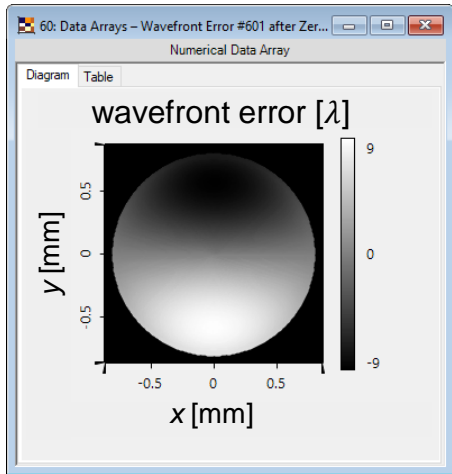 60: Data Arrays – Wavefront Error #601 after Zer...
Numerical Data Array
Diagram Table
wavefront error [λ]
9
0
-9
y [mm]
0.5
0
-0.5
-0.5 0 0.5
x [mm]